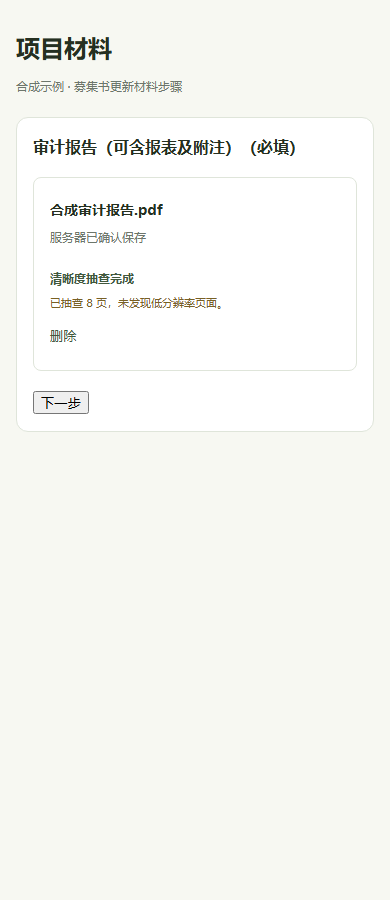 项目材料
合成示例 · 募集书更新材料步骤
审计报告（可含报表及附注）（必填）
合成审计报告.pdf
服务器已确认保存
清晰度抽查完成
已抽查 8 页，未发现低分辨率页面。
删除
下一步